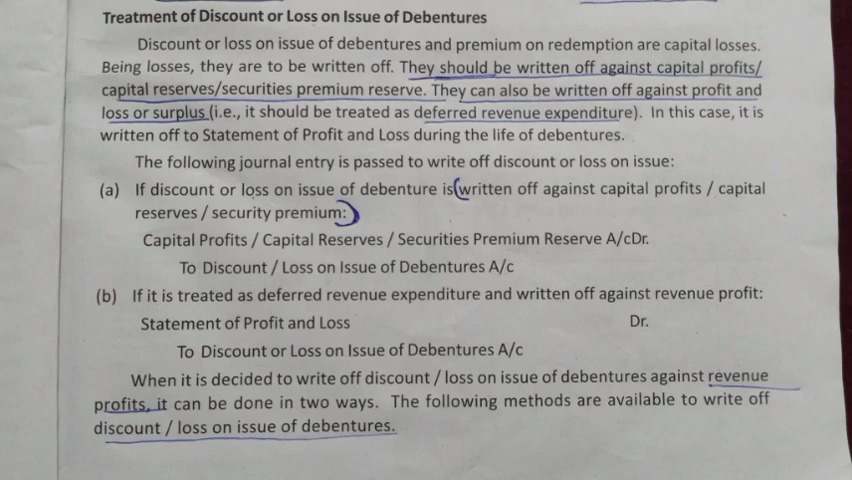 Treatment of Discount or Loss on Issue of Debentures
Discount or loss on issue of debentures and premium on redemption are capital losses.
Being losses, they are to be written off. They should be written off against capital profits/
capital reserves/securities premium reserve. They can also be written off against profit and
loss or surplus (i.e., it should be treated as deferred revenue expenditure). In this case, it is
written off to Statement of Profit and Loss during the life of debentures.
The following journal entry is passed to write off discount or loss on issue:
(a) If discount or loss on issue of debenture is written off against capital profits / capital
reserves / security premium:
Capital Profits / Capital Reserves / Securities Premium Reserve A/cDr.
To Discount / Loss on Issue of Debentures A/c
(b) If it is treated as deferred revenue expenditure and written off against revenue profit:
Statement of Profit and Loss Dr.
To Discount or Loss on Issue of Debentures A/c
When it is decided to write off discount / loss on issue of debentures against revenue
profits, it can be done in two ways. The following methods are available to write off
discount / loss on issue of debentures.